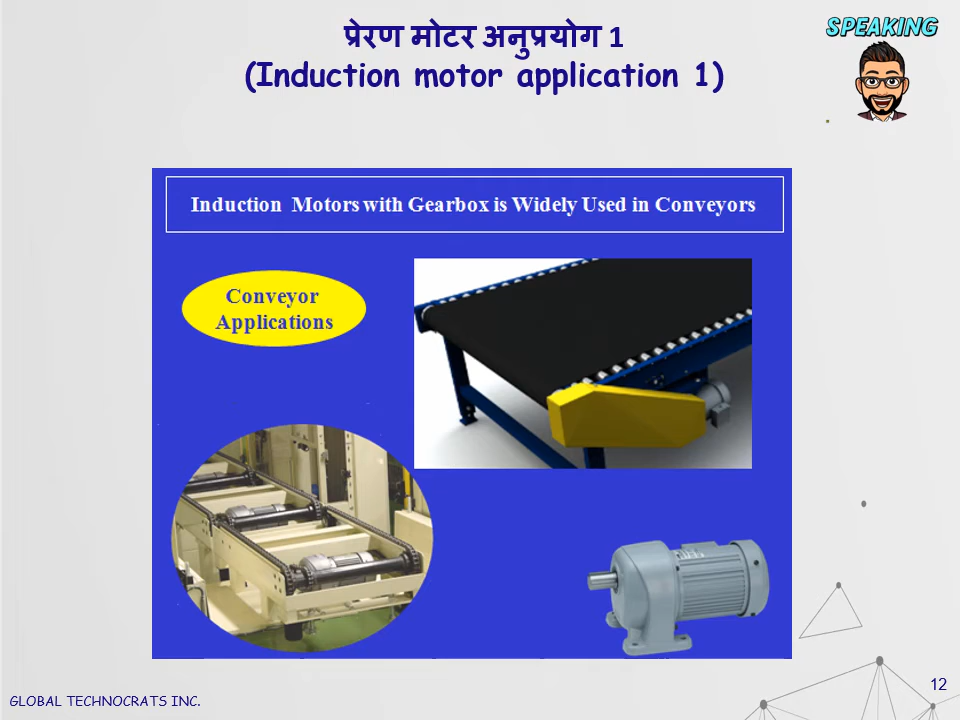 प्रेरण मोटर अनुप्रयोग 1
(Induction motor application 1)
SPEAKING
Induction Motors with Gearbox is Widely Used in Conveyors
Conveyor
Applications
12
GLOBAL TECHNOCRATS INC.